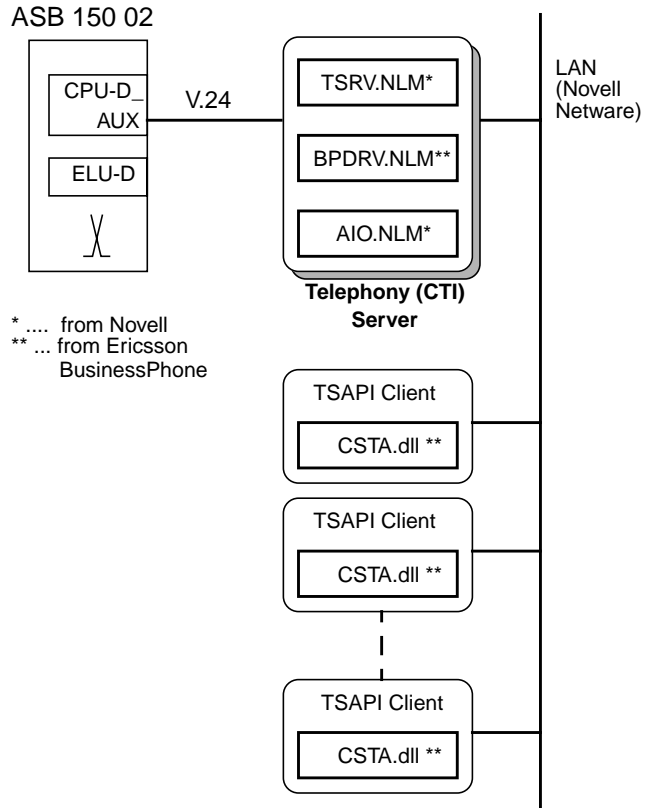 ASB 150 02
CPU-D_
AUX
V.24
ELU-D
TSRV.NLM*
BPDRV.NLM**
AIO.NLM*
Telephony (CTI)
Server
LAN
(Novell
Netware)
* .... from Novell
** ... from Ericsson
BusinessPhone
TSAPI Client
CSTA.dll **
TSAPI Client
CSTA.dll **
TSAPI Client
CSTA.dll **